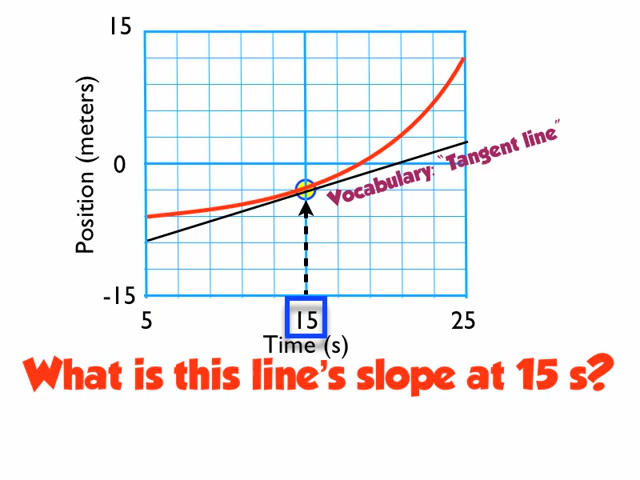 15
Position (meters)
0
Vocabulary: "Tangent line"
-15
5
15
25
Time (s)
What is this line's slope at 15 s?